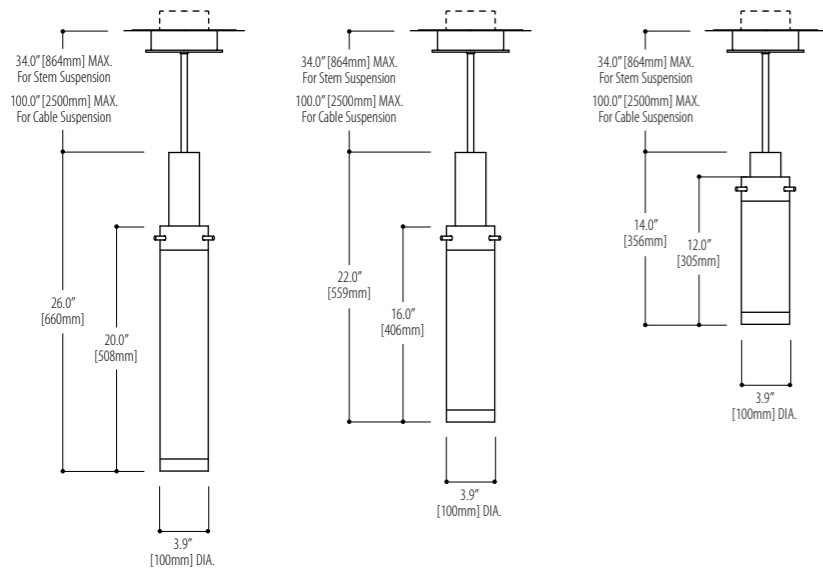 34.0" [864mm] MAX.
For Stem Suspension
100.0" [2500mm] MAX.
For Cable Suspension
26.0"
[660mm]
20.0"
[508mm]
3.9"
[100mm] DIA.
34.0" [864mm] MAX.
For Stem Suspension
100.0" [2500mm] MAX.
For Cable Suspension
22.0"
[559mm]
16.0"
[406mm]
3.9"
[100mm] DIA.
34.0" [864mm] MAX.
For Stem Suspension
100.0" [2500mm] MAX.
For Cable Suspension
14.0"
[356mm]
12.0"
[305mm]
3.9"
[100mm] DIA.